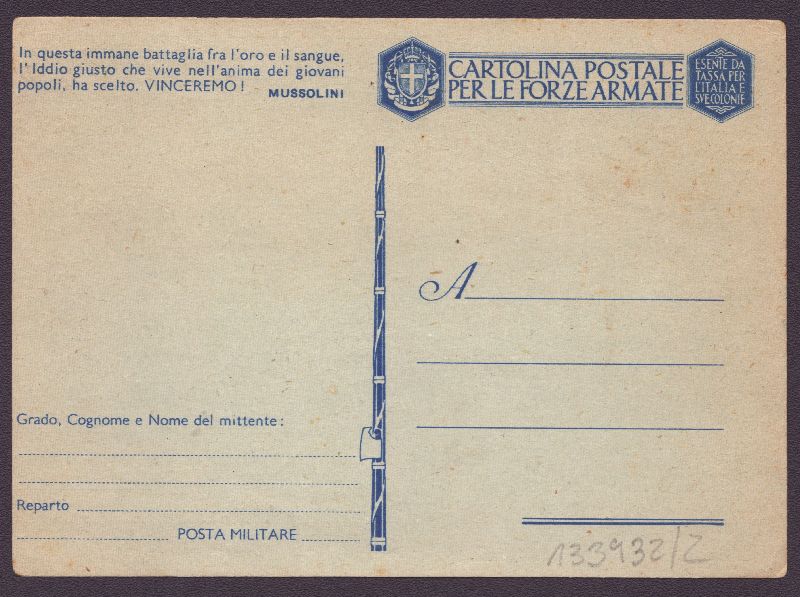 In questa immane battaglia fra l'oro e il sangue,
l'Iddio giusto che vive nell'anima dei giovani
popoli, ha scelto. VINCEREMO!
MUSSOLINI
CARTOLINA POSTALE
PER LE FORZE ARMATE
ESENTE DA
TASSA PER
L'ITALIA E
SVE COLONIE
A
Grado, Cognome e Nome del mittente:
Reparto
POSTA MILITARE
133932/2